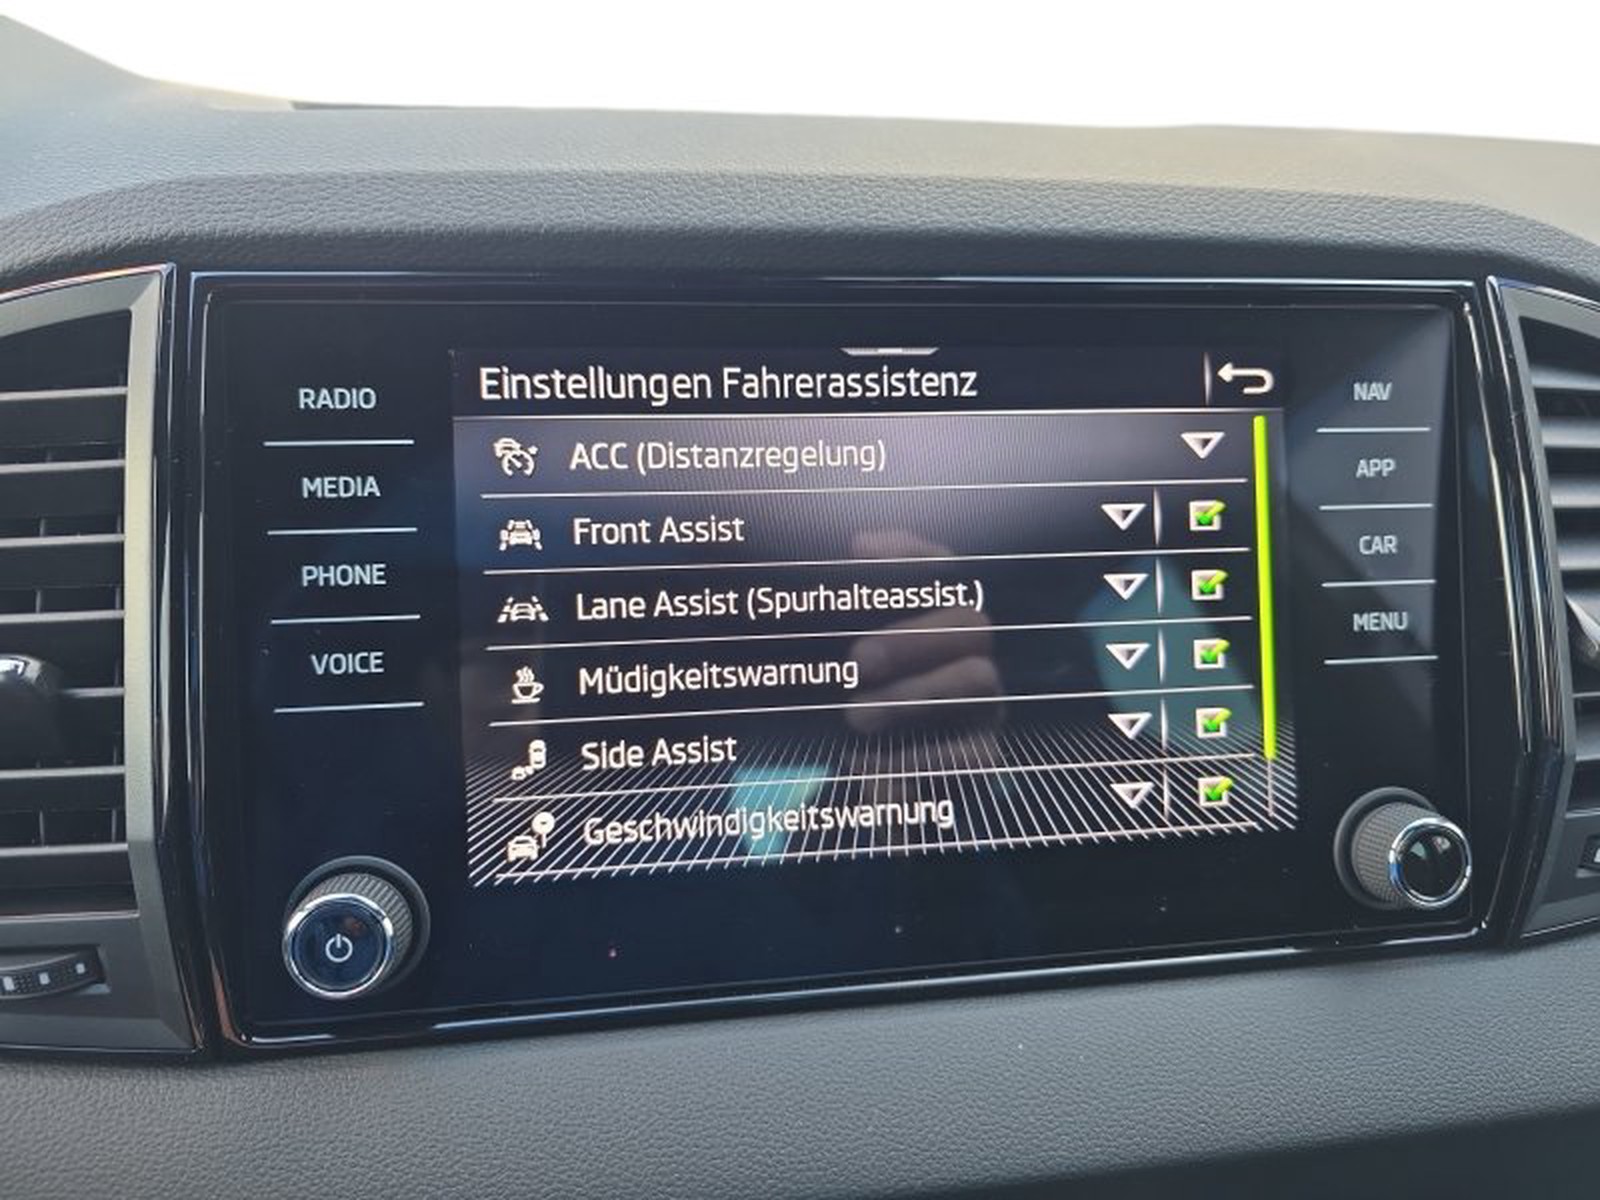 RADIO
MEDIA
PHONE
VOICE
Einstellungen Fahrerassistenz
ACC (Distanzregelung)
Front Assist
Lane Assist (Spurhalteassist.)
Müdigkeitswarnung
Side Assist
Geschwindigkeitswarnung
NAV
APP
CAR
MENU